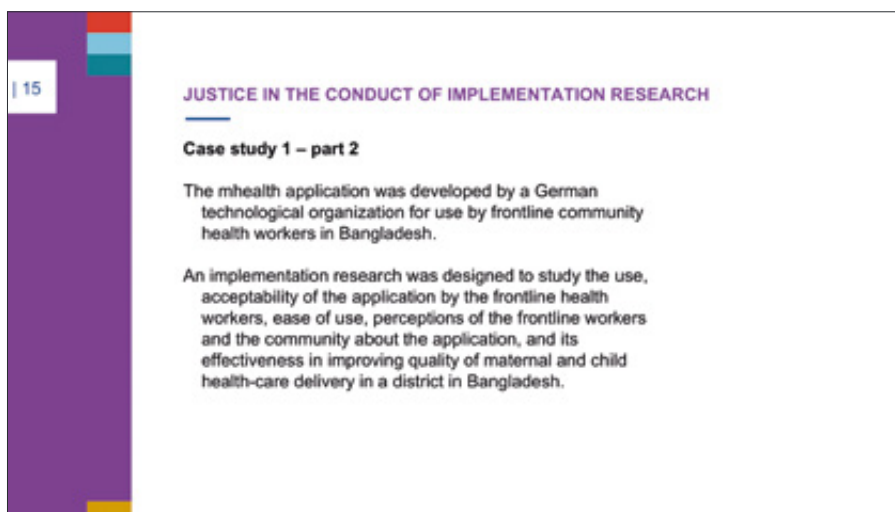 | 15
JUSTICE IN THE CONDUCT OF IMPLEMENTATION RESEARCH
Case study 1 – part 2
The mhealth application was developed by a German
technological organization for use by frontline community
health workers in Bangladesh.
An implementation research was designed to study the use,
acceptability of the application by the frontline health
workers, ease of use, perceptions of the frontline workers
and the community about the application, and its
effectiveness in improving quality of maternal and child
health-care delivery in a district in Bangladesh.